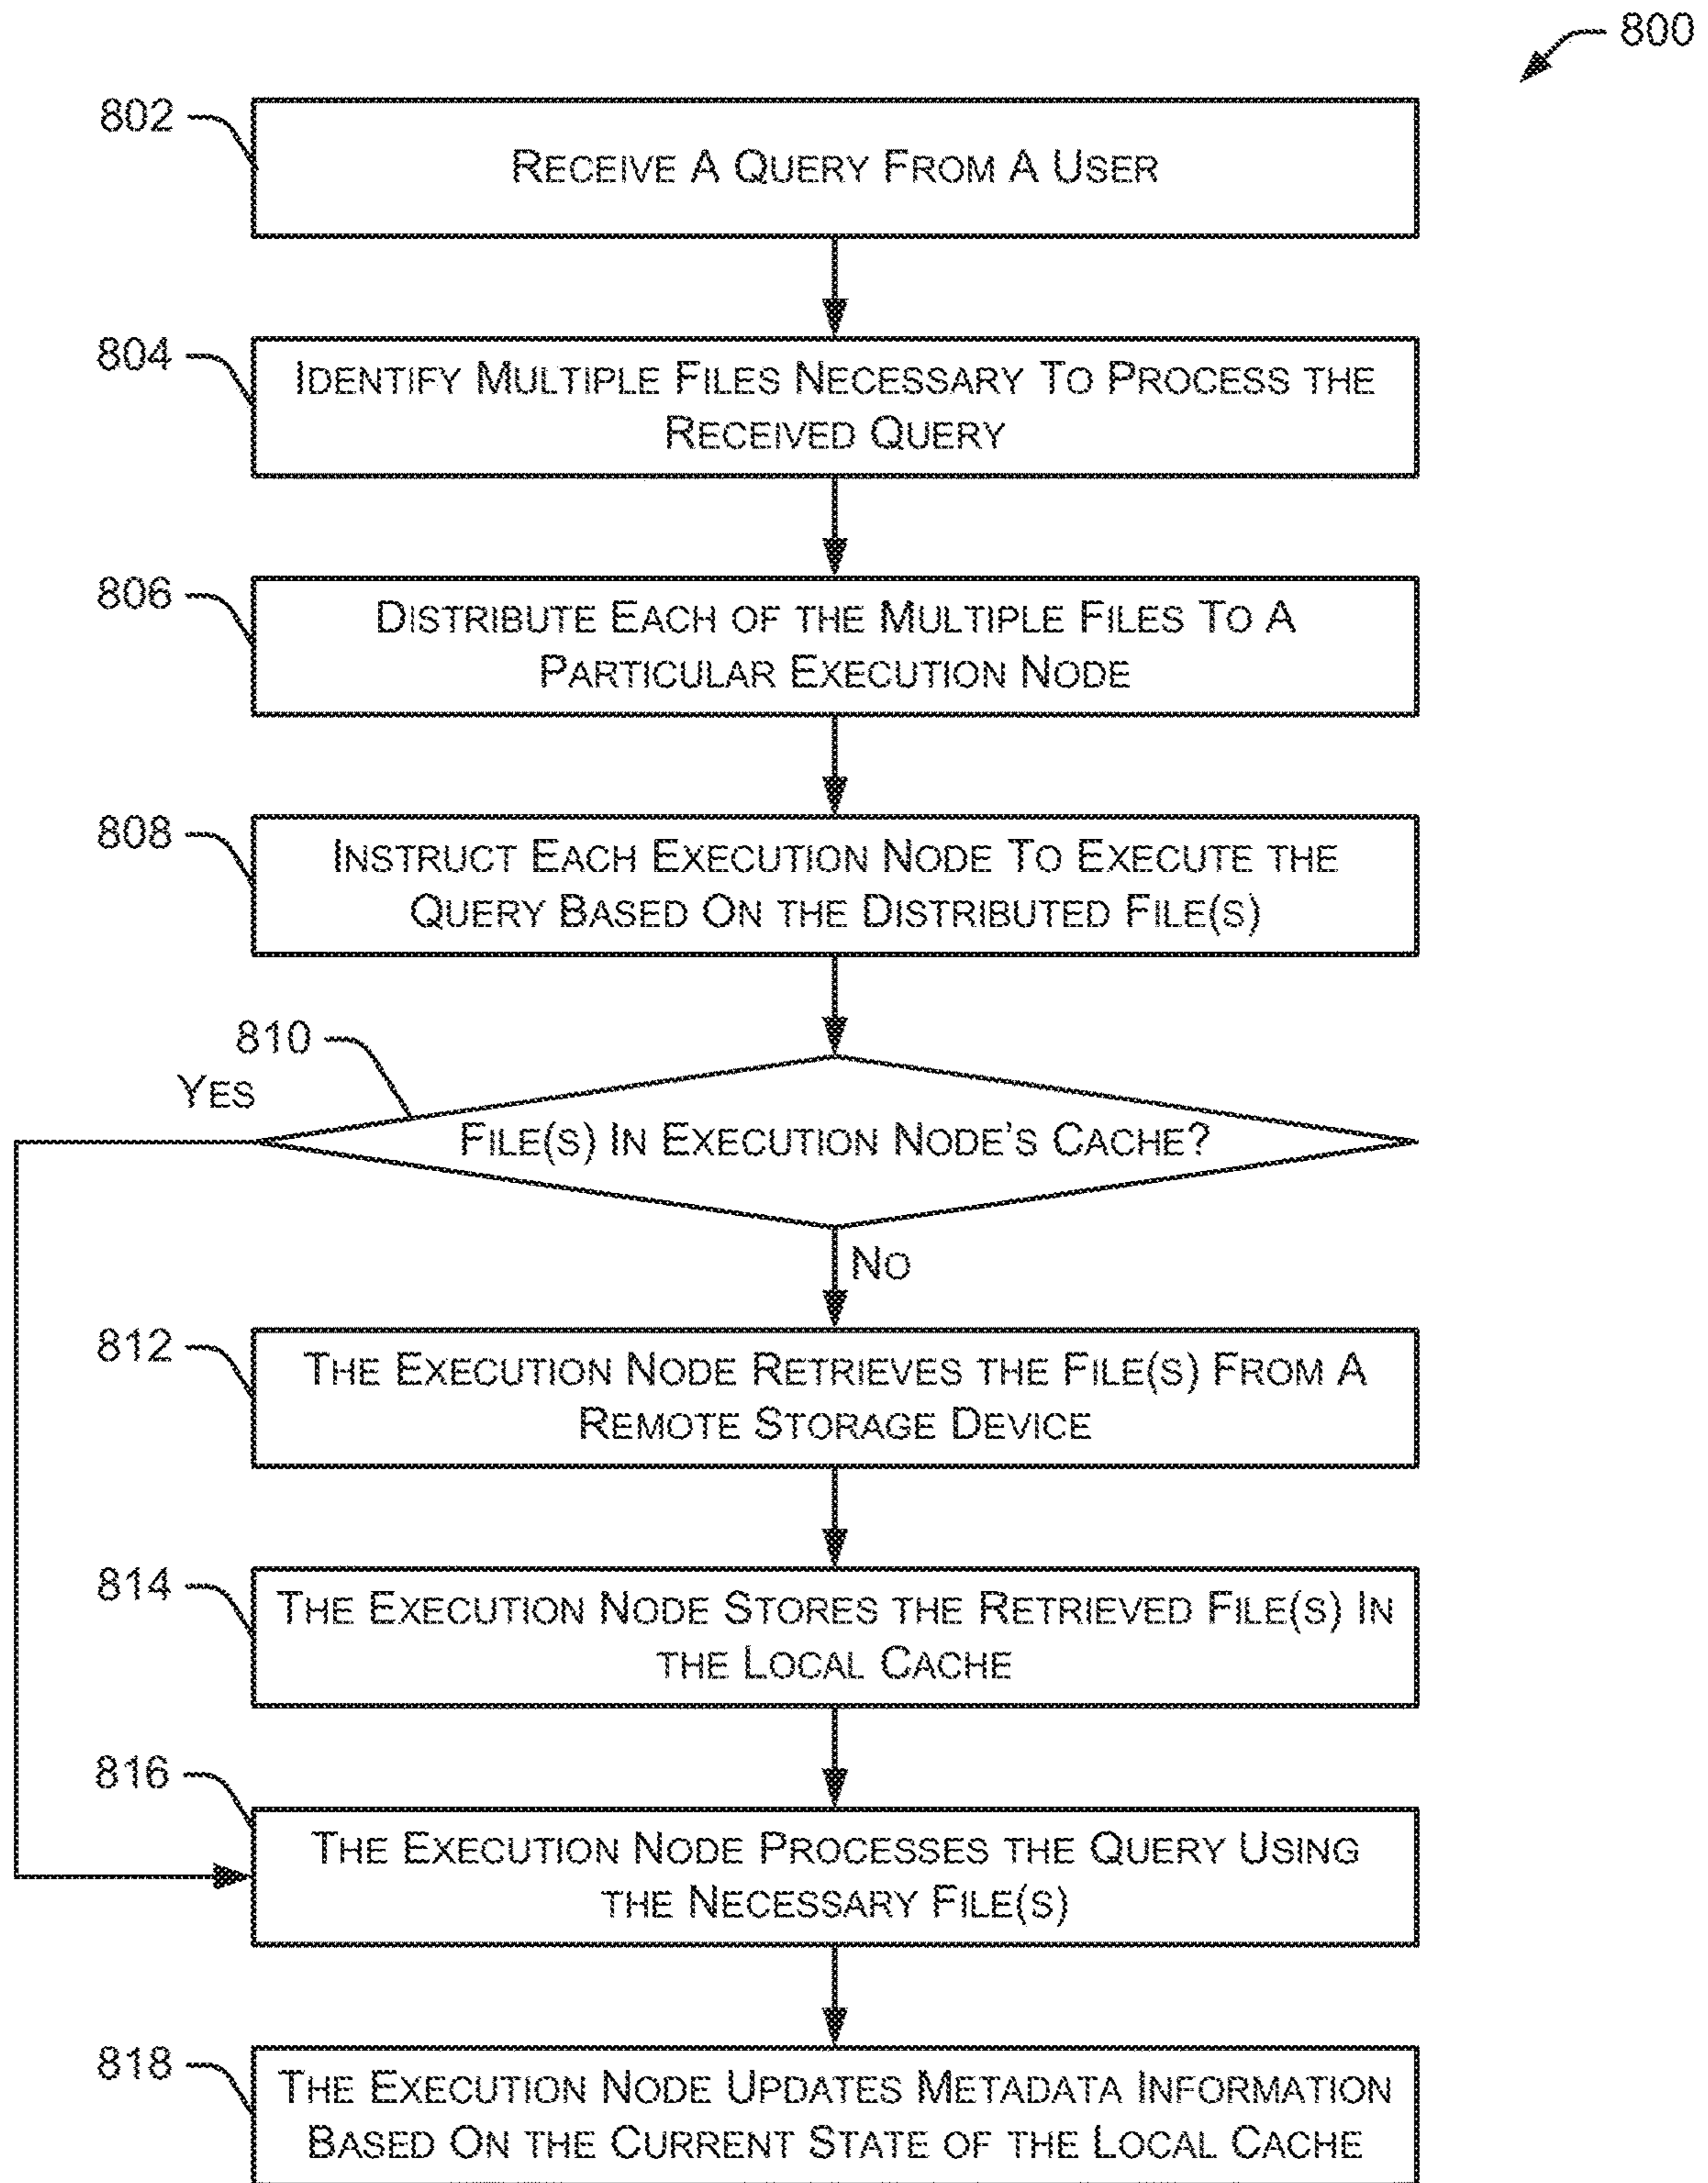 800
802
RECEIVE A QUERY FROM A USER
804
IDENTIFY MULTIPLE FILES NECESSARY TO PROCESS THE
RECEIVED QUERY
806
DISTRIBUTE EACH OF THE MULTIPLE FILES TO A
PARTICULAR EXECUTION NODE
808
INSTRUCT EACH EXECUTION NODE TO EXECUTE THE
QUERY BASED ON THE DISTRIBUTED FILE(S)
810
YES
FILE(S) IN EXECUTION NODE'S CACHE?
NO
812
THE EXECUTION NODE RETRIEVES THE FILE(S) FROM A
REMOTE STORAGE DEVICE
814
THE EXECUTION NODE STORES THE RETRIEVED FILE(S) IN
THE LOCAL CACHE
816
THE EXECUTION NODE PROCESSES THE QUERY USING
THE NECESSARY FILE(S)
818
THE EXECUTION NODE UPDATES METADATA INFORMATION
BASED ON THE CURRENT STATE OF THE LOCAL CACHE